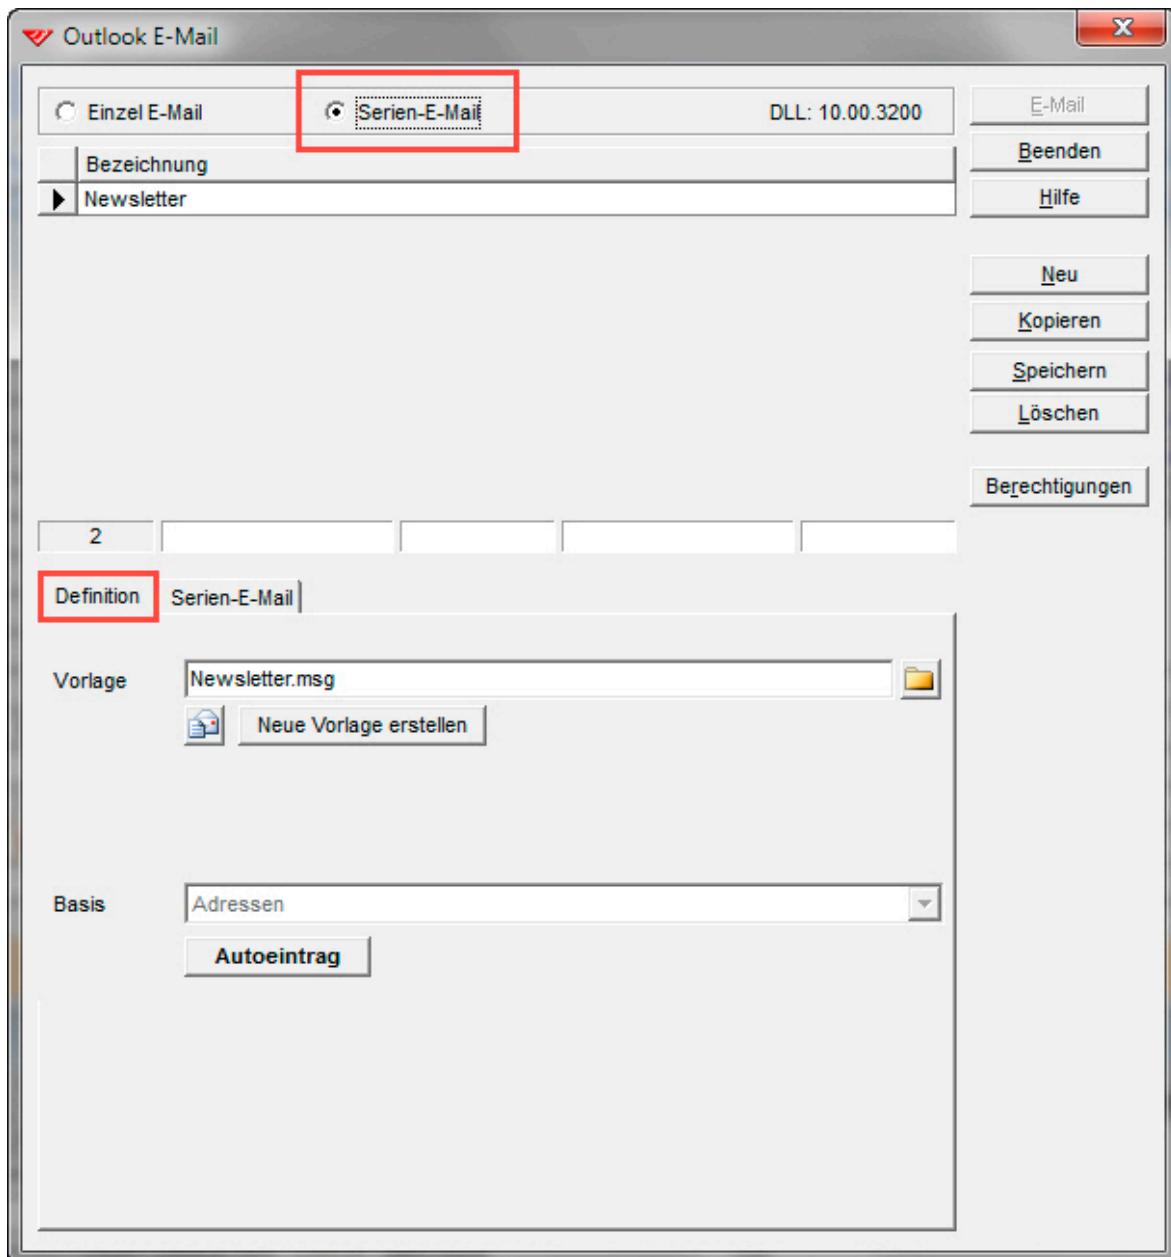 Outlook E-Mail
X
Einzel E-Mail Serien-E-Mail DLL: 10.00.3200
E-Mail
Beenden
Hilfe
Bezeichnung
Newsletter
Neu
Kopieren
Speichern
Löschen
Berechtigungen
2
Definition Serien-E-Mail
Vorlage Newsletter.msg
Neue Vorlage erstellen
Basis Adressen
Autoeintrag